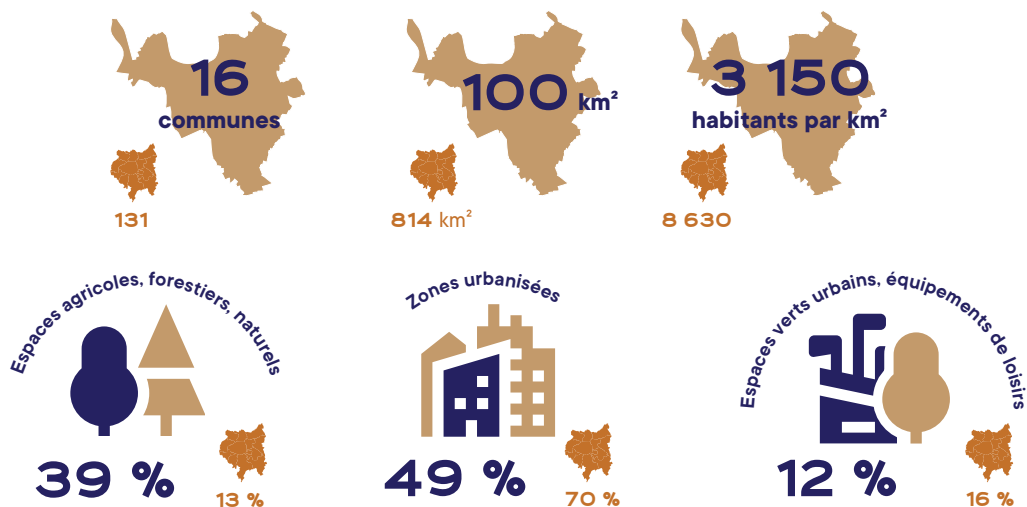 16
communes
131
100 km²
814 km²
3 150
habitants par km²
8 630
Espaces agricoles, forestiers, naturels
39 %
13 %
Zones urbanisées
49 %
70 %
Espaces verts urbains, équipements de loisirs
12 %
16 %